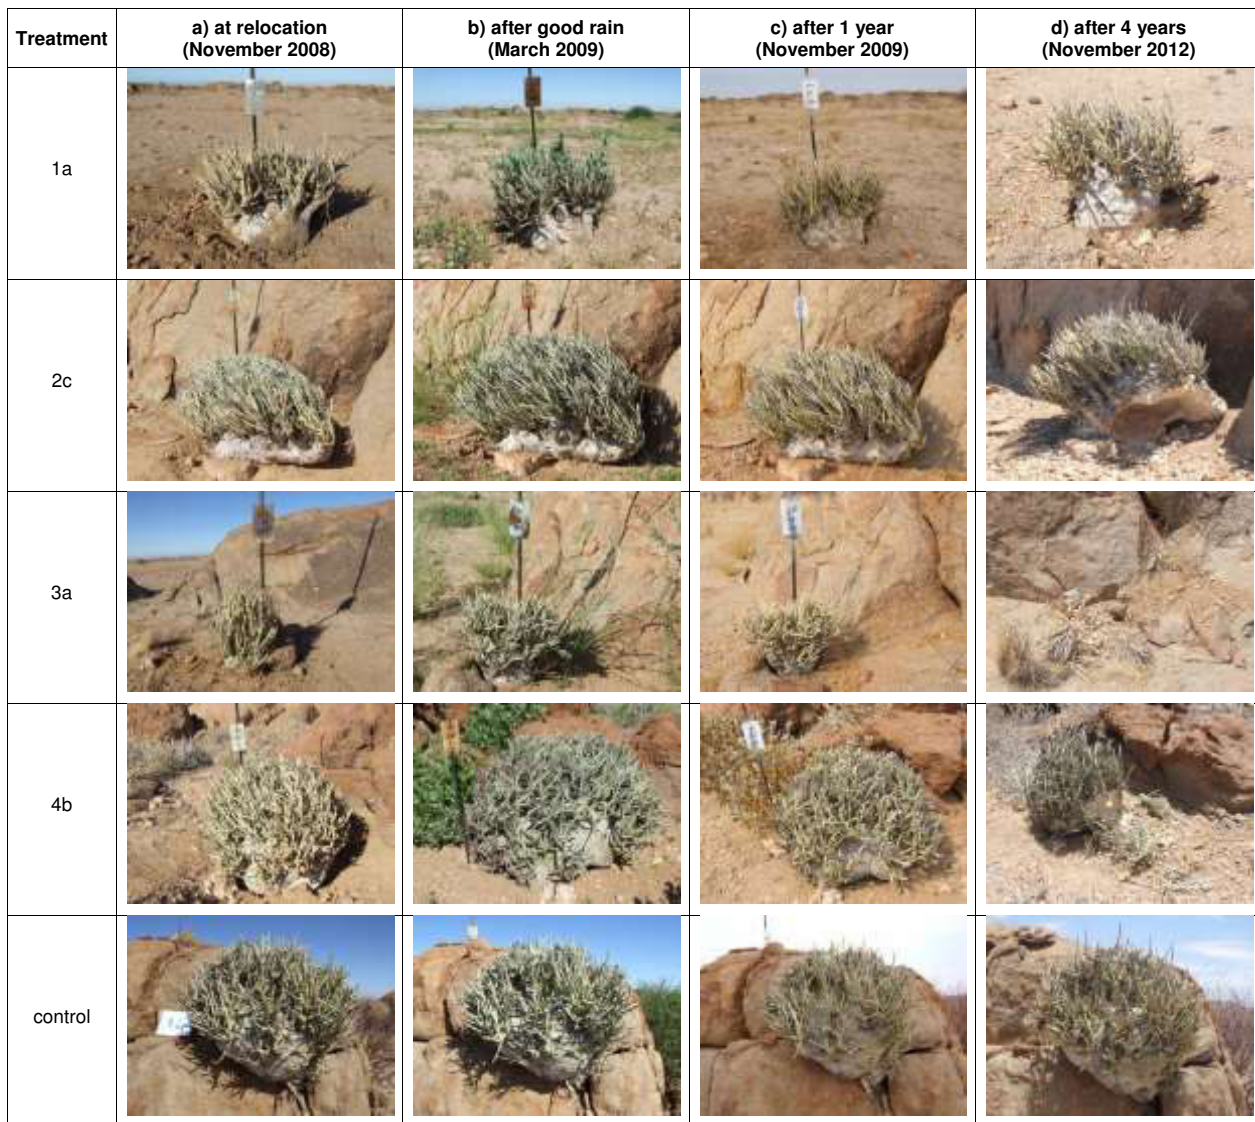 Treatment
a) at relocation
(November 2008)
b) after good rain
(March 2009)
c) after 1 year
(November 2009)
d) after 4 years
(November 2012)
1a
2c
3a
4b
control